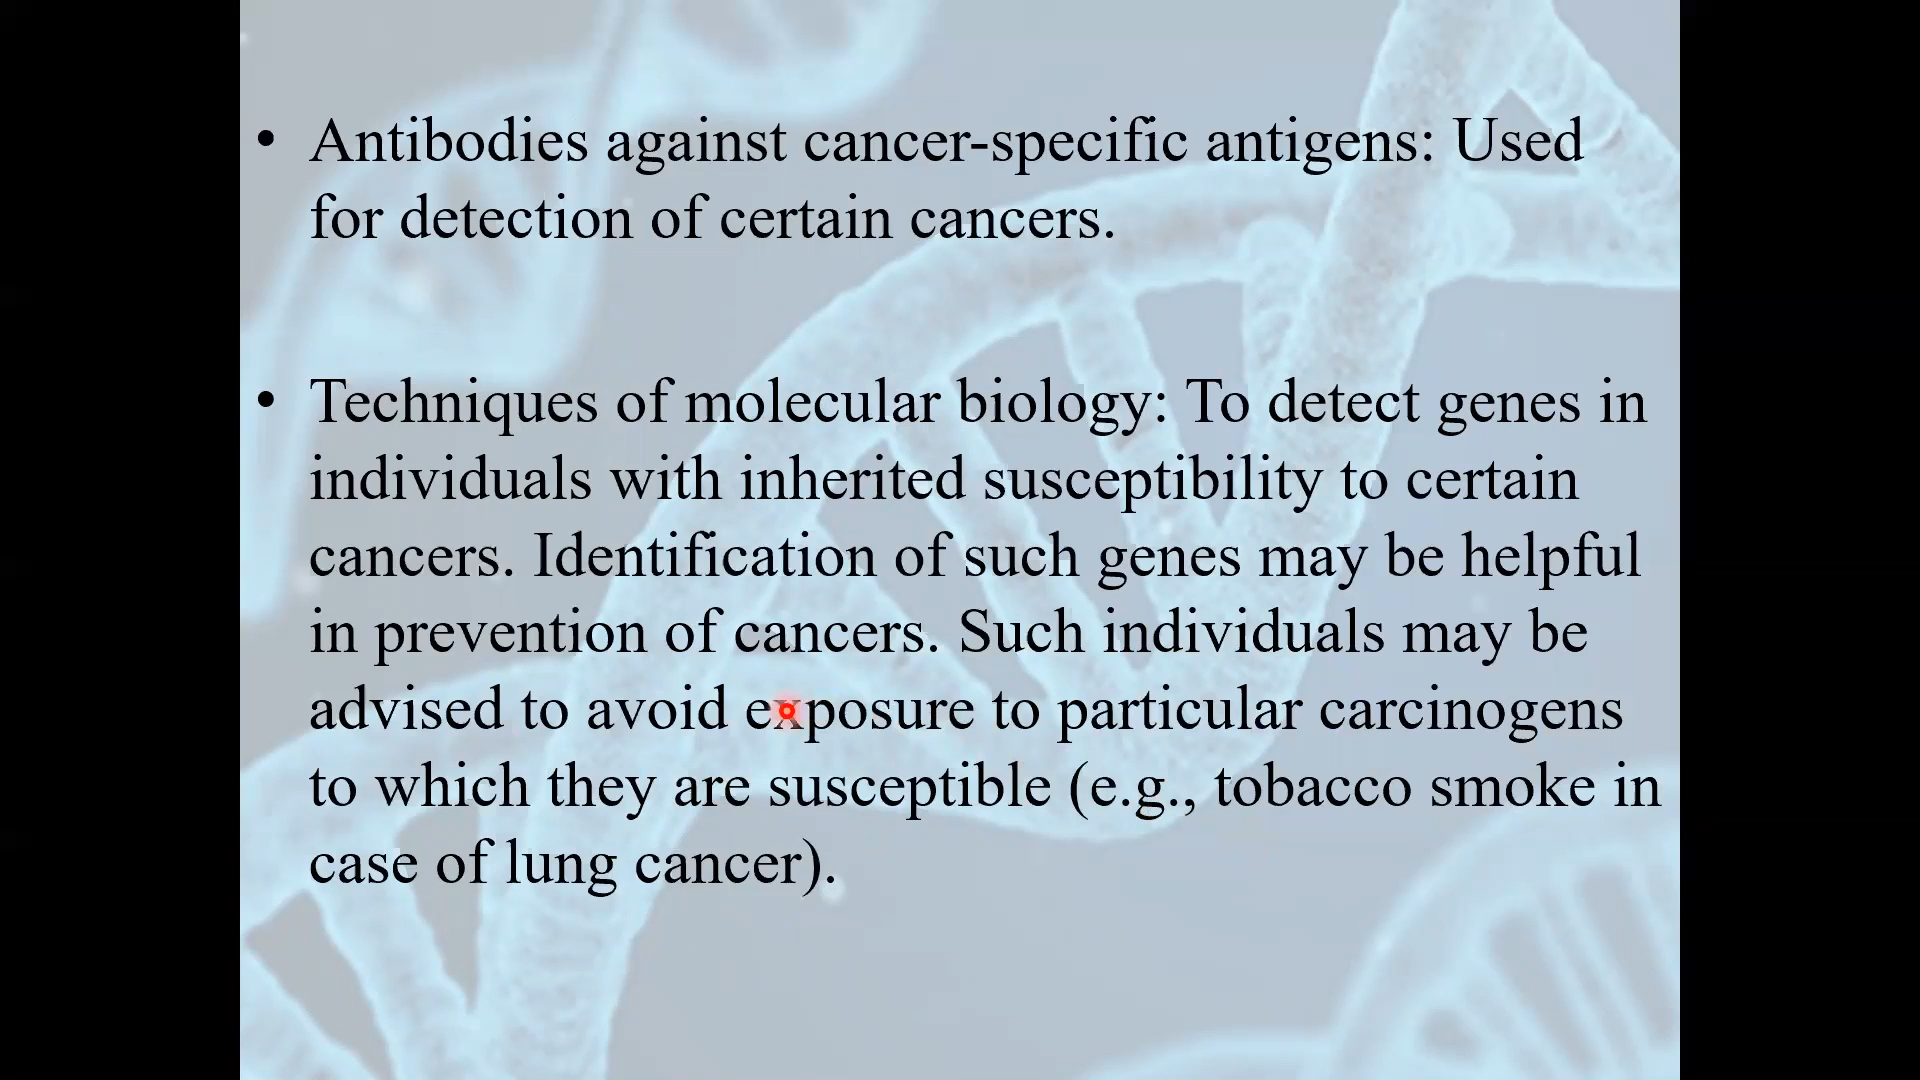 • Antibodies against cancer-specific antigens: Used
for detection of certain cancers.
• Techniques of molecular biology: To detect genes in
individuals with inherited susceptibility to certain
cancers. Identification of such genes may be helpful
in prevention of cancers. Such individuals may be
advised to avoid exposure to particular carcinogens
to which they are susceptible (e.g., tobacco smoke in
case of lung cancer).